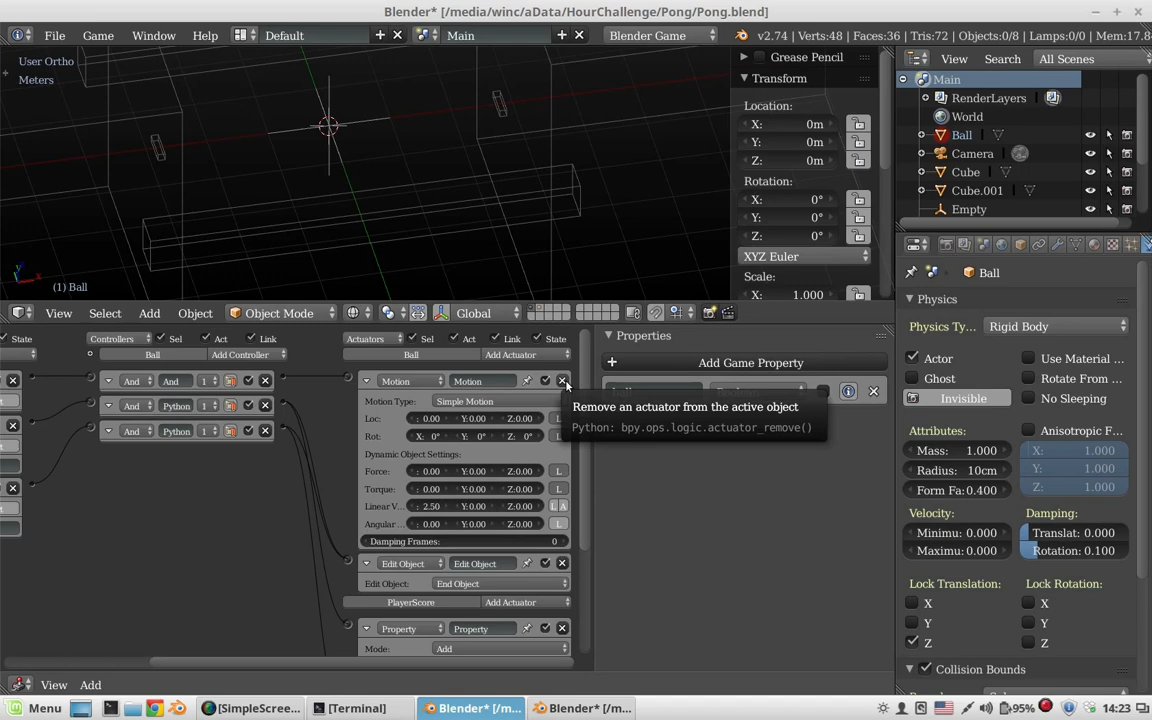 Blender* [/media/winc/aData/HourChallenge/Pong/Pong.blend]
File Game Window Help Default Main Blender Game v2.74 | Verts:48 | Faces:36 | Tris:72 | Objects:0/8 | Lamps:0/0 | Mem:17.8
User Ortho
Meters
(1) Ball
Grease Pencil
Transform
Location:
X: 0m
Y: 0m
Z: 0m
Rotation:
X: 0°
Y: 0°
Z: 0°
XYZ Euler
Scale:
X: 1.000
View Search All Scenes
Main
RenderLayers
World
Ball
Camera
Cube
Cube.001
Empty
View Select Add Object Object Mode Global
State Controllers Sel Act Link
Ball Add Controller
And And 1
And Python 1
And Python 1
Actuators Sel Act Link State
Ball Add Actuator
Motion Motion
Motion Type: Simple Motion
Loc: : 0.00 Y:0.00 Z:0.00 L
Rot: X: 0° Y: 0° Z: 0° L
Dynamic Object Settings:
Force: : 0.00 Y:0.00 Z:0.00 L
Torque: : 0.00 Y:0.00 Z:0.00 L
Linear V... : 2.50 Y:0.00 Z:0.00 L A
Angular ... : 0.00 Y:0.00 Z:0.00 L
Damping Frames: 0
Edit Object Edit Object
Edit Object: End Object
PlayerScore Add Actuator
Property Property
Mode: Add
Properties
Add Game Property
Remove an actuator from the active object
Python: bpy.ops.logic.actuator_remove()
Ball
Physics
Physics Ty... Rigid Body
Actor Use Material ...
Ghost Rotate From ...
Invisible No Sleeping
Attributes: Anisotropic F...
Mass: 1.000 X: 1.000
Radius: 10cm Y: 1.000
Form Fa: 0.400 Z: 1.000
Velocity: Damping:
Minimu: 0.000 Translat: 0.000
Maximu: 0.000 Rotation: 0.100
Lock Translation: Lock Rotation:
X X
Y Y
Z Z
Collision Bounds
View Add
Menu [SimpleScree... [Terminal] Blender* [/m... Blender* [/m... 95% 14:23